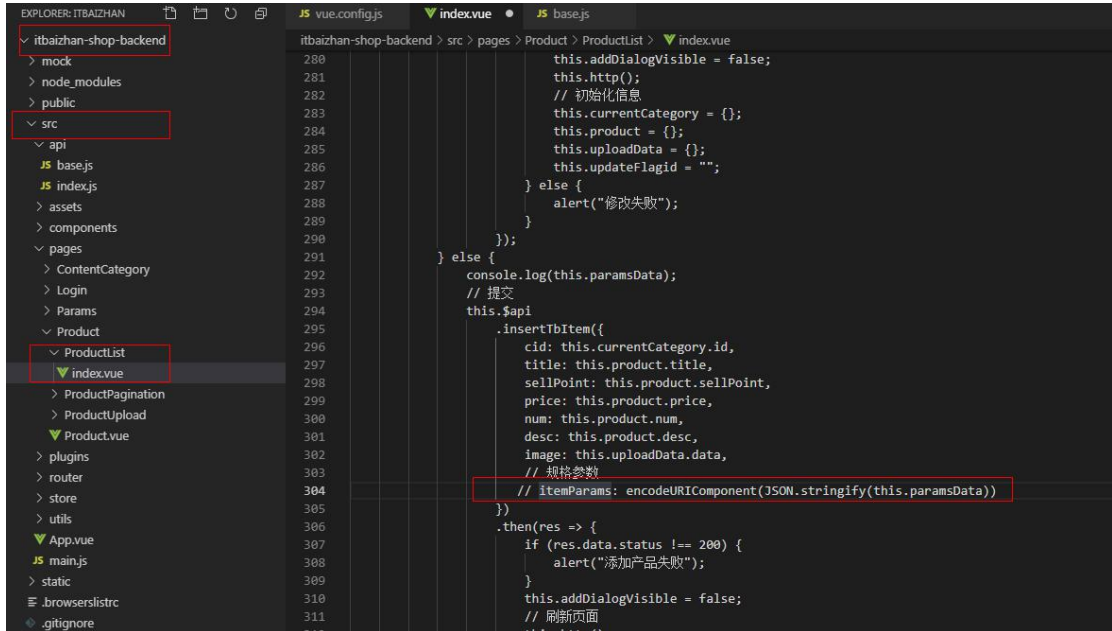 EXPLORER: ITBAIZHAN
itbaizhan-shop-backend
mock
node_modules
public
src
api
JS base.js
JS index.js
assets
components
pages
ContentCategory
Login
Params
Product
ProductList
index.vue
ProductPagination
ProductUpload
Product.vue
plugins
router
store
utils
App.vue
JS main.js
static
.browserslistrc
.gitignore
JS vue.config.js index.vue ● JS base.js
itbaizhan-shop-backend > src > pages > Product > ProductList > index.vue
280 this.addDialogVisible = false;
281 this.http();
282 // 初始化信息
283 this.currentCategory = {};
284 this.product = {};
285 this.uploadData = {};
286 this.updateFlagid = "";
287 } else {
288 alert("修改失败");
289 }
290 });
291 } else {
292 console.log(this.paramsData);
293 // 提交
294 this.$api
295 .insertTbItem({
296 cid: this.currentCategory.id,
297 title: this.product.title,
298 sellPoint: this.product.sellPoint,
299 price: this.product.price,
300 num: this.product.num,
301 desc: this.product.desc,
302 image: this.uploadData.data,
303 // 规格参数
304 // itemParams: encodeURIComponent(JSON.stringify(this.paramsData))
305 })
306 .then(res => {
307 if (res.data.status !== 200) {
308 alert("添加产品失败");
309 }
310 this.addDialogVisible = false;
311 // 刷新页面